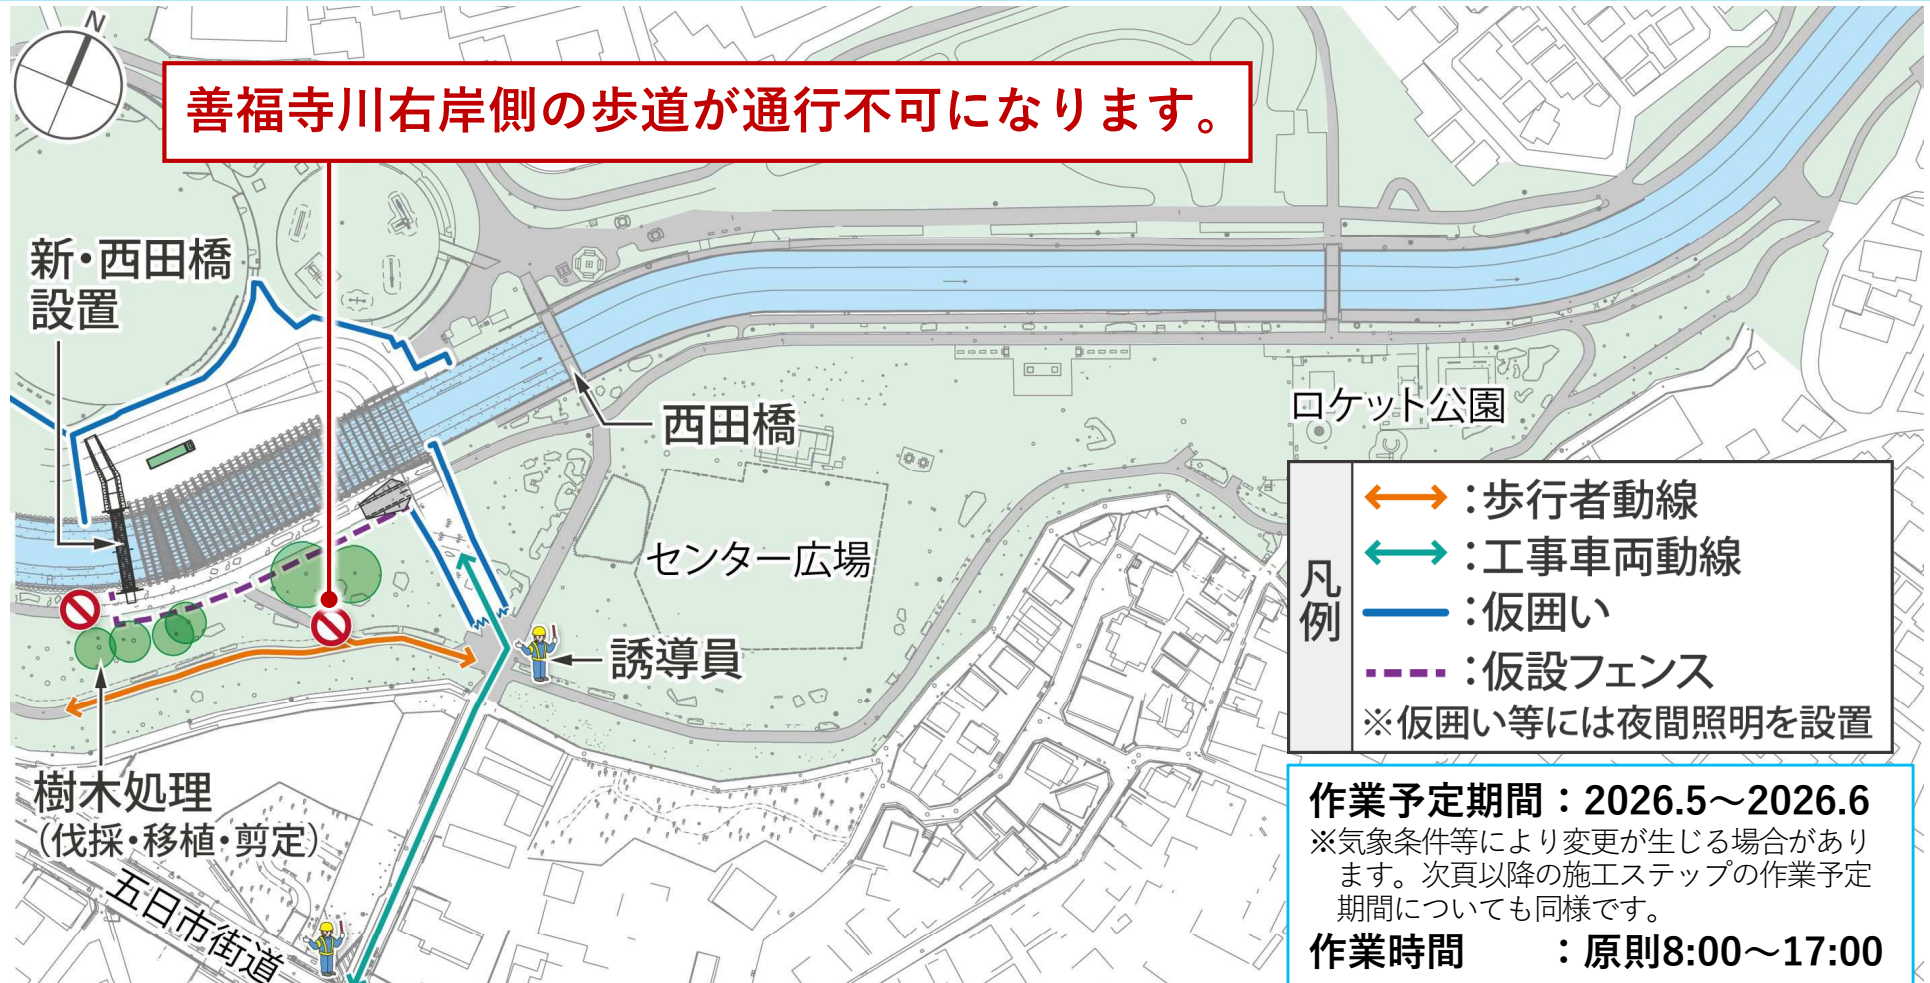 N
善福寺川右岸側の歩道が通行不可になります。
新・西田橋
設置
西田橋
ロケット公園
センター広場
誘導員
樹木処理
（伐採・移植・剪定）
五日市街道
凡例
：歩行者動線
：工事車両動線
：仮囲い
：仮設フェンス
※仮囲い等には夜間照明を設置
作業予定期間：2026.5～2026.6
※気象条件等により変更が生じる場合があり
ます。次頁以降の施工ステップの作業予定
期間についても同様です。
作業時間　　：原則8:00～17:00